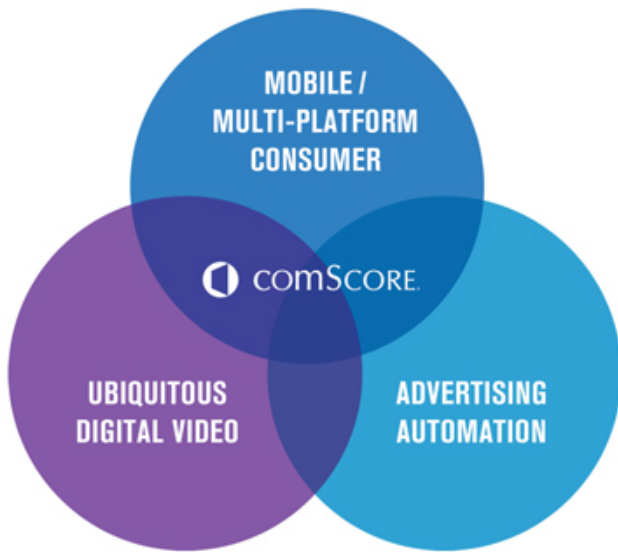 MOBILE /
MULTI-PLATFORM
CONSUMER
comSCORE.
UBIQUITOUS
DIGITAL VIDEO
ADVERTISING
AUTOMATION